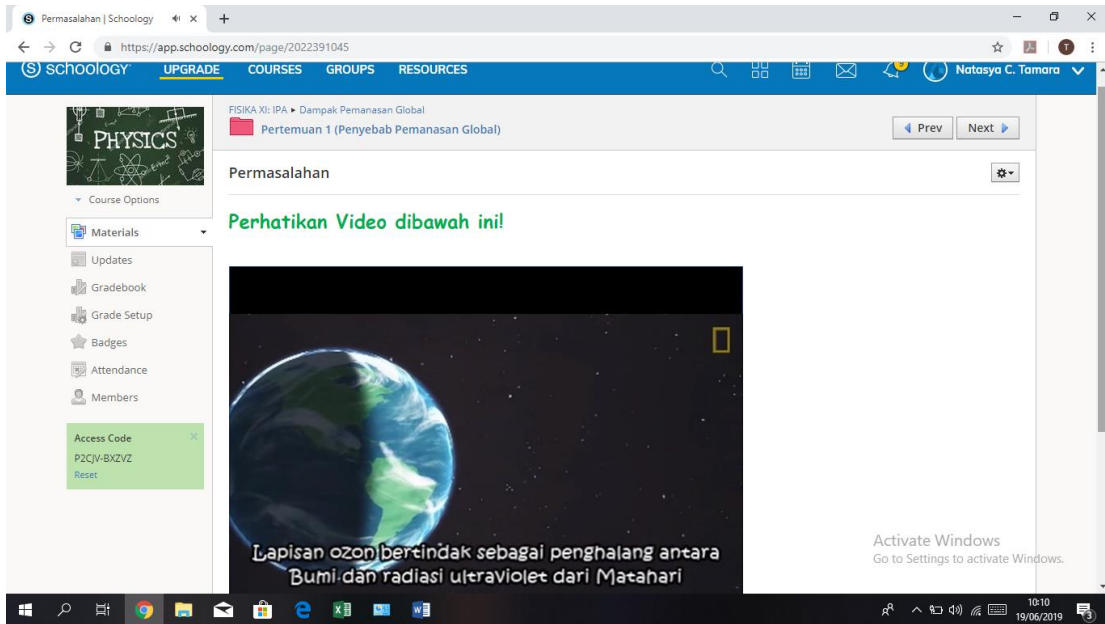 Permasalahan | Schoology
https://app.schoology.com/page/2022391045
T
S schoology UPGRADE COURSES GROUPS RESOURCES 9 Natasya C. Tamara
PHYSICS
FISIKA XI: IPA ▸ Dampak Pemanasan Global
Pertemuan 1 (Penyebab Pemanasan Global)
Prev Next
Course Options
Permasalahan
Perhatikan Video dibawah ini!
Materials
Updates
Gradebook
Grade Setup
Badges
Attendance
Members
Access Code
P2CJV-BXZVZ
Reset
Lapisan ozon bertindak sebagai penghalang antara
Bumi dan radiasi ultraviolet dari Matahari
Activate Windows
Go to Settings to activate Windows.
10:10
19/06/2019
3